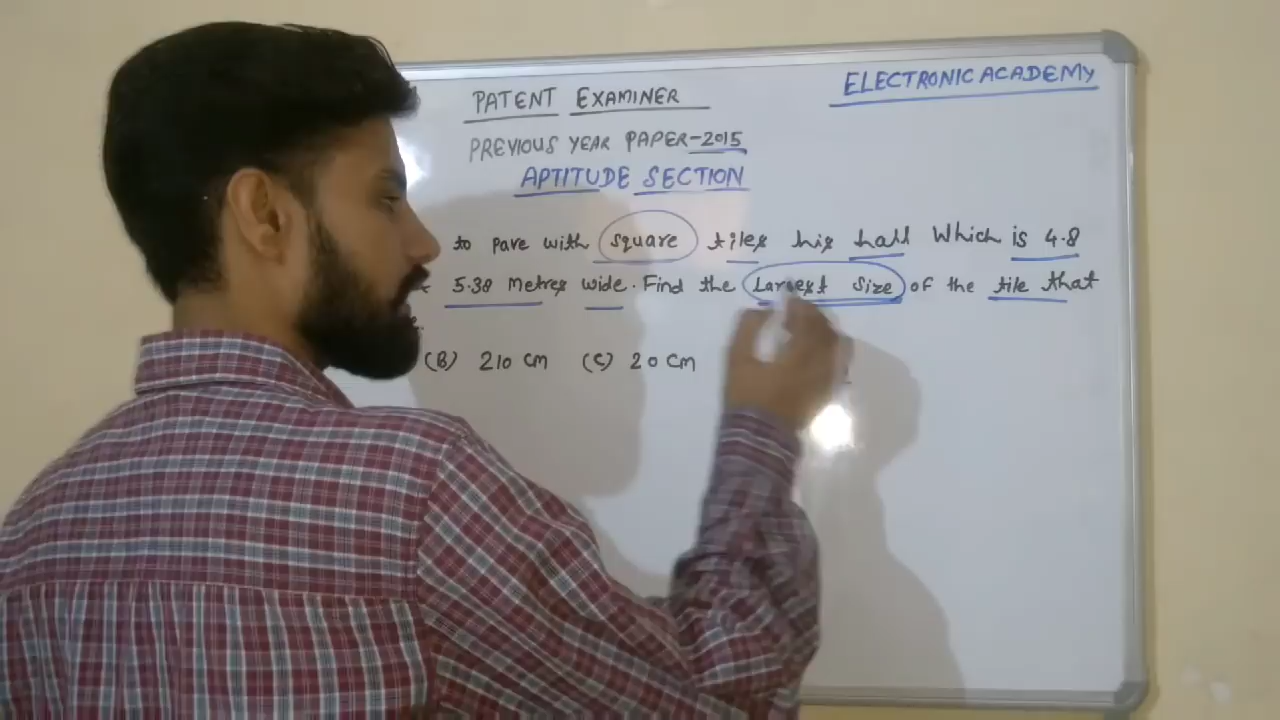 PATENT EXAMINER
ELECTRONIC ACADEMY
PREVIOUS YEAR PAPER-2015
APTITUDE SECTION
to pave with square tiles his hall Which is 4.8
5.38 Metres wide. Find the Largest Size of the tile that
(B) 210 cm (C) 20 cm